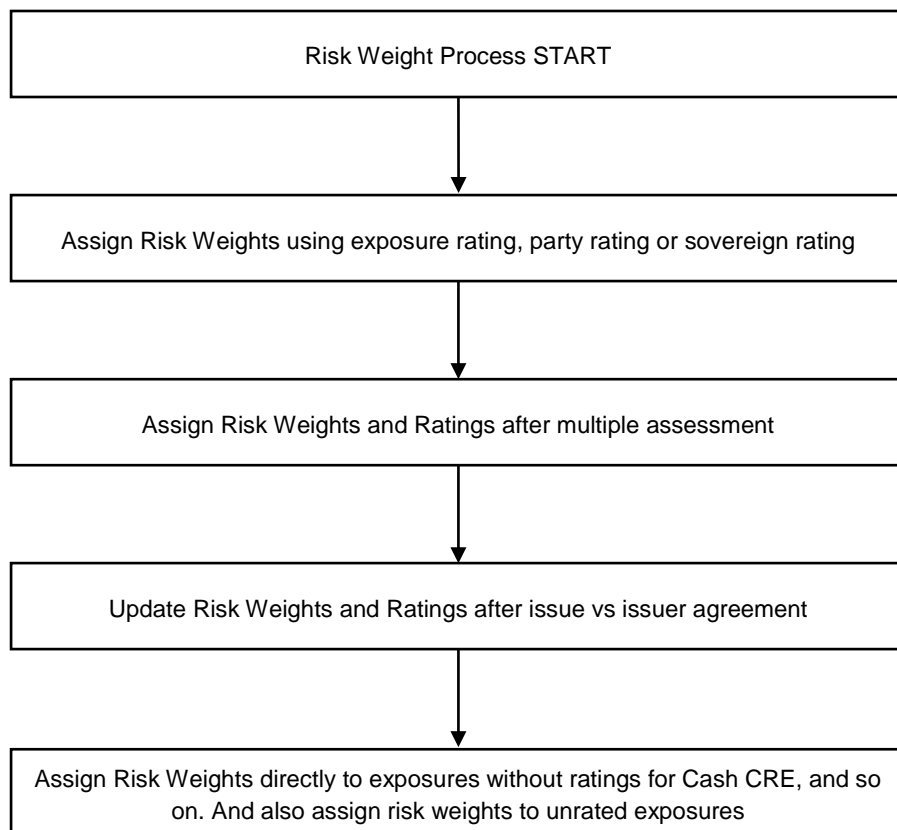 Risk Weight Process START
Assign Risk Weights using exposure rating, party rating or sovereign rating
Assign Risk Weights and Ratings after multiple assessment
Update Risk Weights and Ratings after issue vs issuer agreement
Assign Risk Weights directly to exposures without ratings for Cash CRE, and so
on. And also assign risk weights to unrated exposures